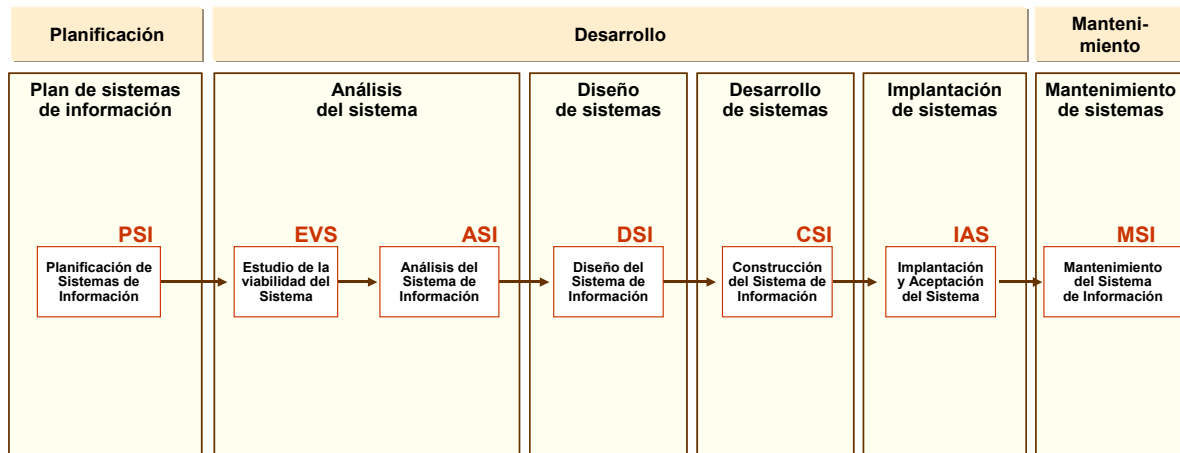 Planificación
Desarrollo
Manteni-
miento
Plan de sistemas
de información
Análisis
del sistema
Diseño
de sistemas
Desarrollo
de sistemas
Implantación
de sistemas
Mantenimiento
de sistemas
PSI
Planificación de
Sistemas de
Información
EVS
Estudio de la
viabilidad del
Sistema
ASI
Análisis del
Sistema de
Información
DSI
Diseño del
Sistema de
Información
CSI
Construcción
del Sistema de
Información
IAS
Implantación
y Aceptación
del Sistema
MSI
Mantenimiento
del Sistema
de Información